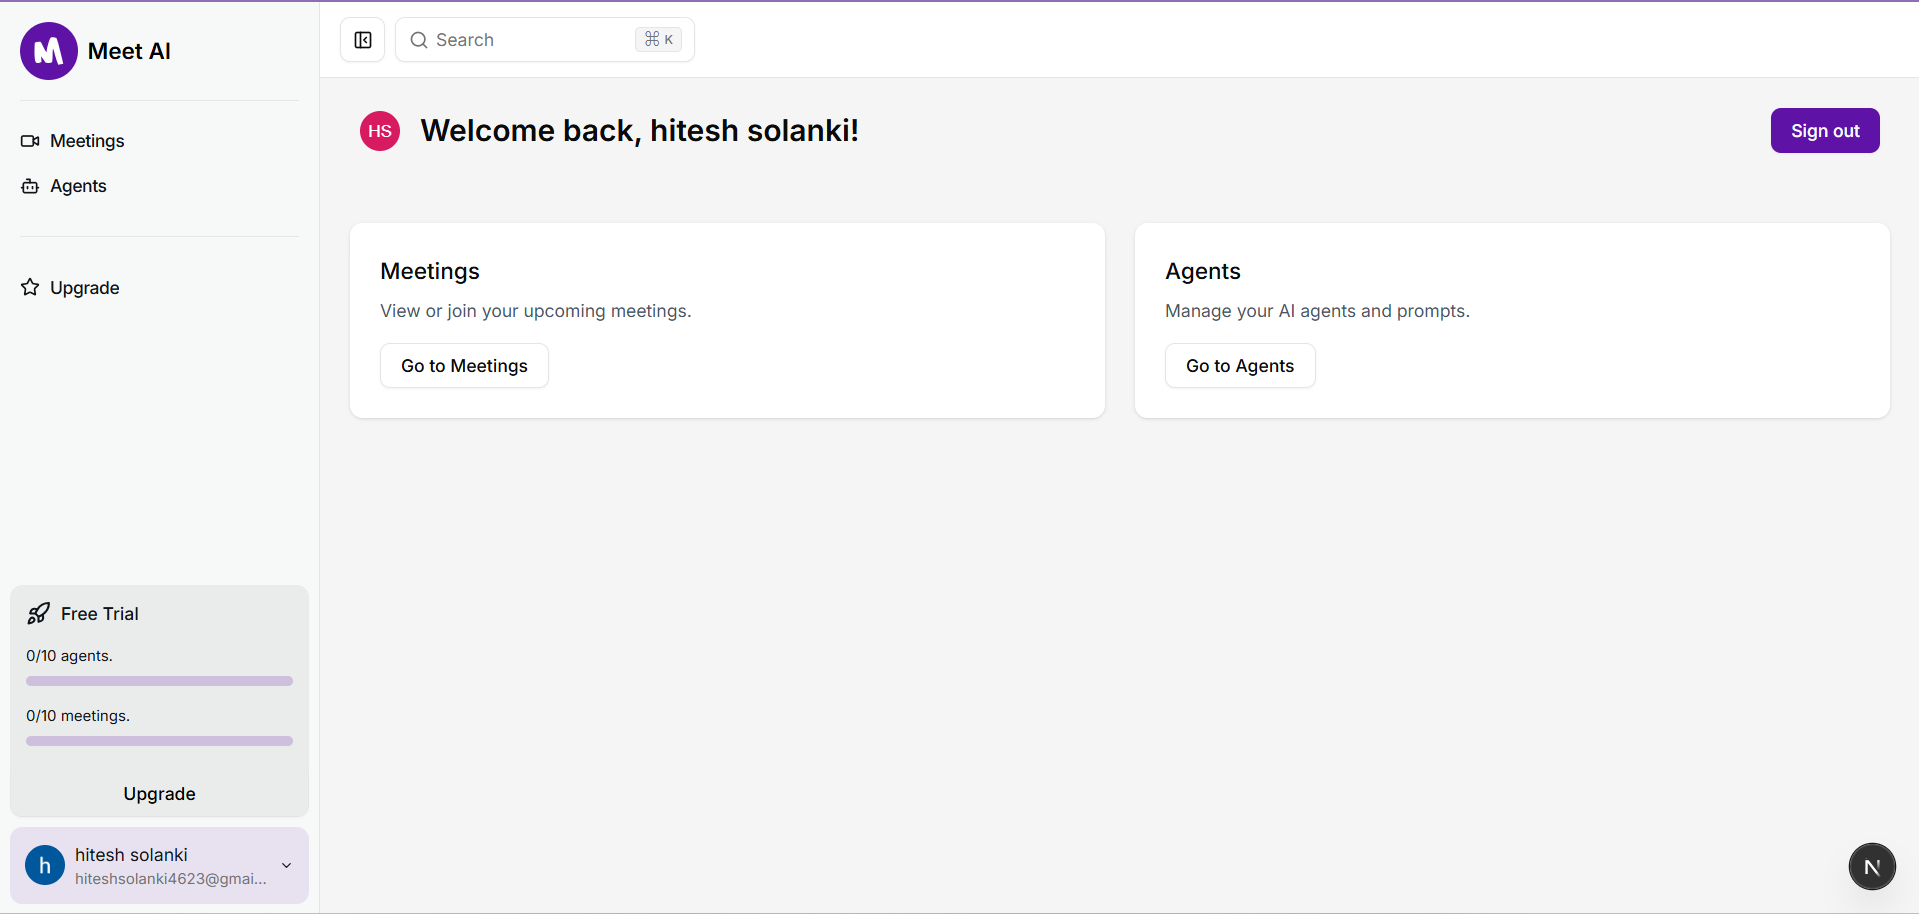 Meet AI
Meetings
Agents
Upgrade
Free Trial
0/10 agents.
0/10 meetings.
Upgrade
h
hitesh solanki
hiteshsolanki4623@gmai...
Search
⌘ K
HS
Welcome back, hitesh solanki!
Sign out
Meetings
View or join your upcoming meetings.
Go to Meetings
Agents
Manage your AI agents and prompts.
Go to Agents
N